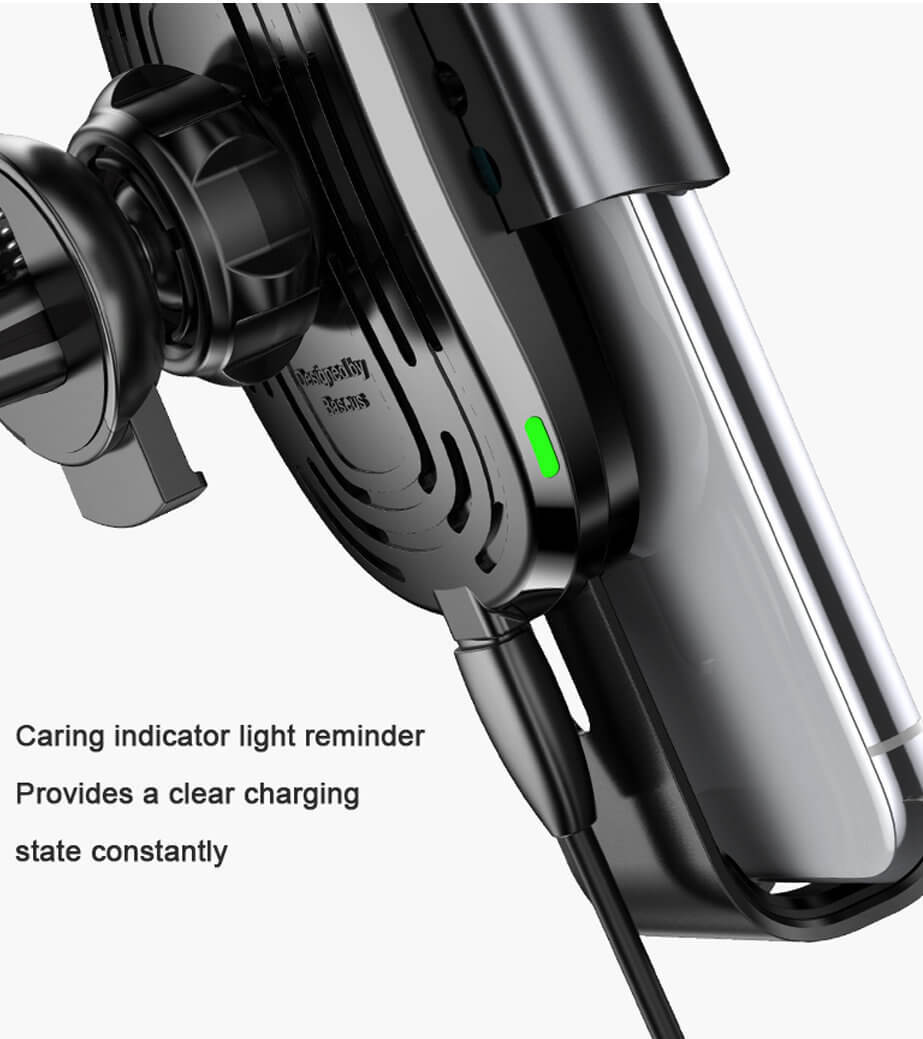 Designed by
Baseus
Caring indicator light reminder
Provides a clear charging
state constantly